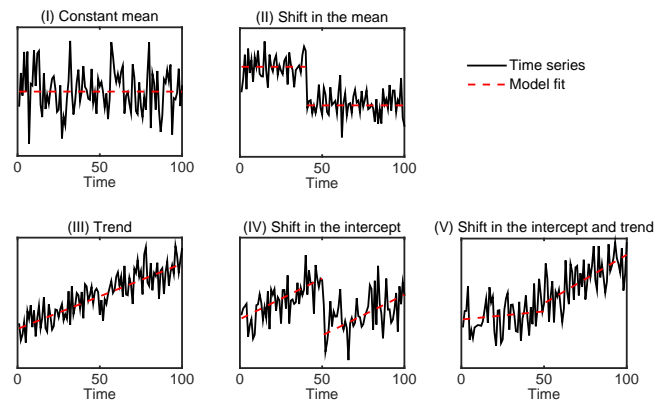 (I) Constant mean
(II) Shift in the mean
Time series
Model fit
0 50 100
Time
0 50 100
Time
(III) Trend
(IV) Shift in the intercept
(V) Shift in the intercept and trend
0 50 100
Time
0 50 100
Time
0 50 100
Time